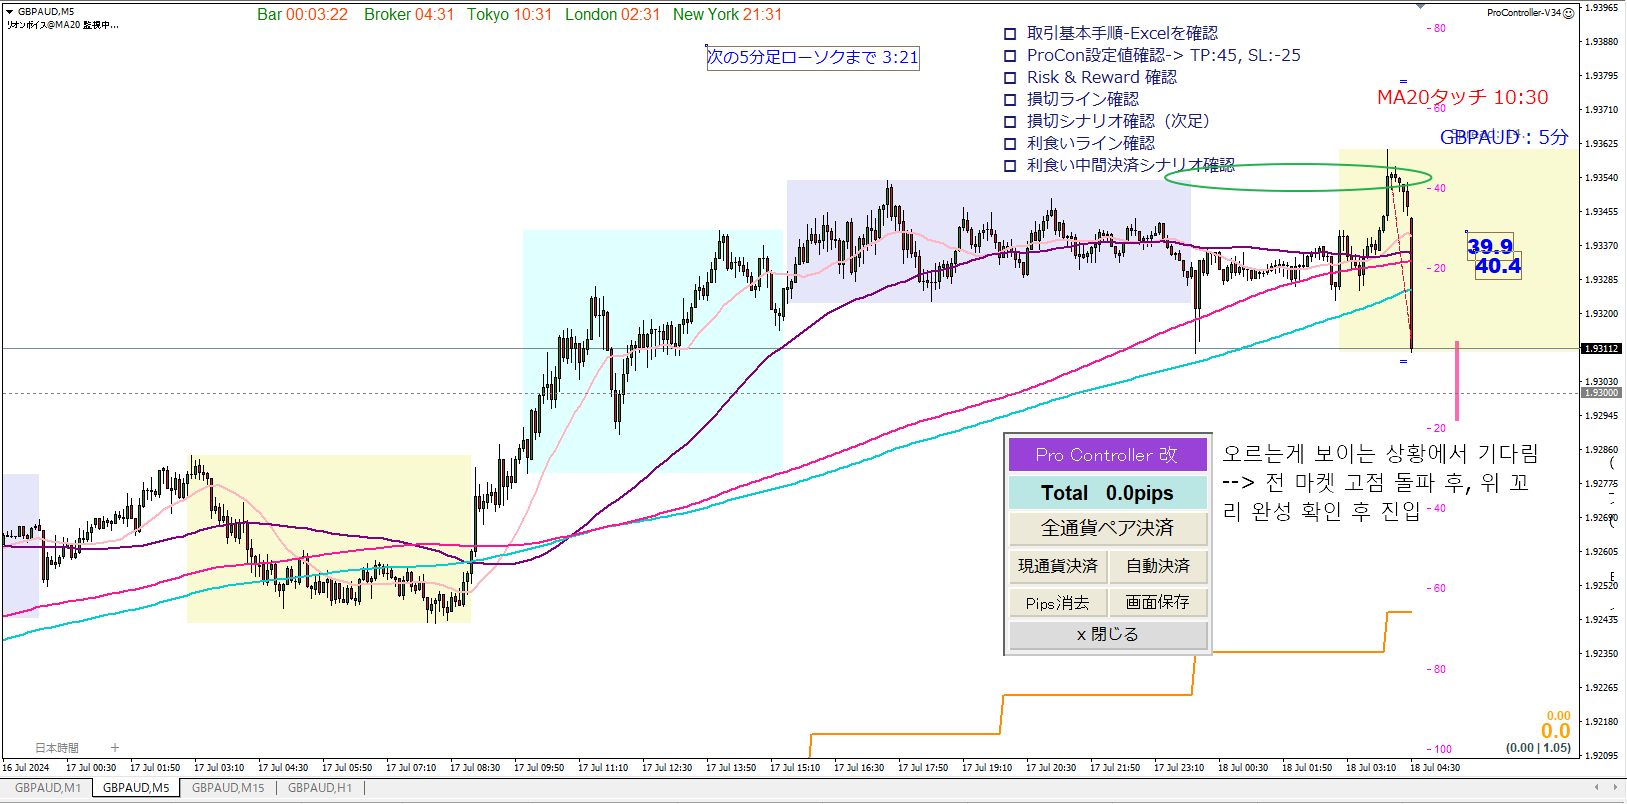 GBPAUD,M5
リオンボイス@MA20 監視中...
Bar 00:03:22 Broker 04:31 Tokyo 10:31 London 02:31 New York 21:31
ProController-V34
次の5分足ローソクまで 3:21
取引基本手順-Excelを確認
ProCon設定値確認-> TP:45, SL:-25
Risk & Reward 確認
損切ライン確認
損切シナリオ確認（次足）
利食いライン確認
利食い中間決済シナリオ確認
MA20タッチ 10:30
GBPAUD : 5分
39.9
40.4
80
60
40
20
20
40
60
80
100
1.93965
1.93880
1.93795
1.93710
1.93625
1.93540
1.93455
1.93370
1.93285
1.93200
1.93112
1.93030
1.93000
1.92945
1.92860
1.92775
1.92690
1.92605
1.92520
1.92435
1.92350
1.92265
1.92180
1.92095
Pro Controller 改
Total 0.0pips
全通貨ペア決済
現通貨決済 自動決済
Pips消去 画面保存
x 閉じる
오르는게 보이는 상황에서 기다림
--> 전 마켓 고점 돌파 후, 위 꼬
리 완성 확인 후 진입
0.00
0.0
(0.00 | 1.05)
日本時間
16 Jul 2024 17 Jul 00:30 17 Jul 03:10 17 Jul 04:30 17 Jul 05:50 17 Jul 07:10 17 Jul 08:30 17 Jul 09:50 17 Jul 11:10 17 Jul 12:30 17 Jul 13:50 17 Jul 15:10 17 Jul 16:30 17 Jul 17:50 17 Jul 19:10 17 Jul 20:30 17 Jul 21:50 17 Jul 23:10 18 Jul 00:30 18 Jul 01:50 18 Jul 03:10 18 Jul 04:30
GBPAUD,M1 GBPAUD,M5 GBPAUD,M15 GBPAUD,H1